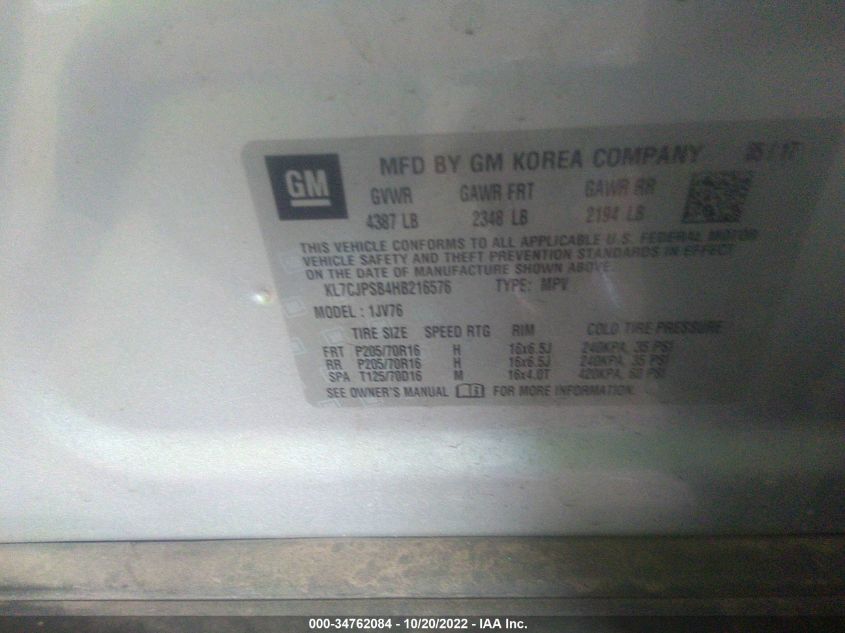 GM
MFD BY GM KOREA COMPANY 05/17
GVWR GAWR FRT GAWR RR
4387 LB 2348 LB 2194 LB
THIS VEHICLE CONFORMS TO ALL APPLICABLE U.S. FEDERAL MOTOR
VEHICLE SAFETY AND THEFT PREVENTION STANDARDS IN EFFECT
ON THE DATE OF MANUFACTURE SHOWN ABOVE.
KL7CJPSB4HB216576 TYPE: MPV
MODEL : 1JV76
TIRE SIZE SPEED RTG RIM COLD TIRE PRESSURE
FRT P205/70R16 H 16x6.5J 240KPA, 35 PSI
RR P205/70R16 H 16x6.5J 240KPA, 35 PSI
SPA T125/70D16 M 16x4.0T 420KPA, 60 PSI
SEE OWNER'S MANUAL FOR MORE INFORMATION.
000-34762084 - 10/20/2022 - IAA Inc.